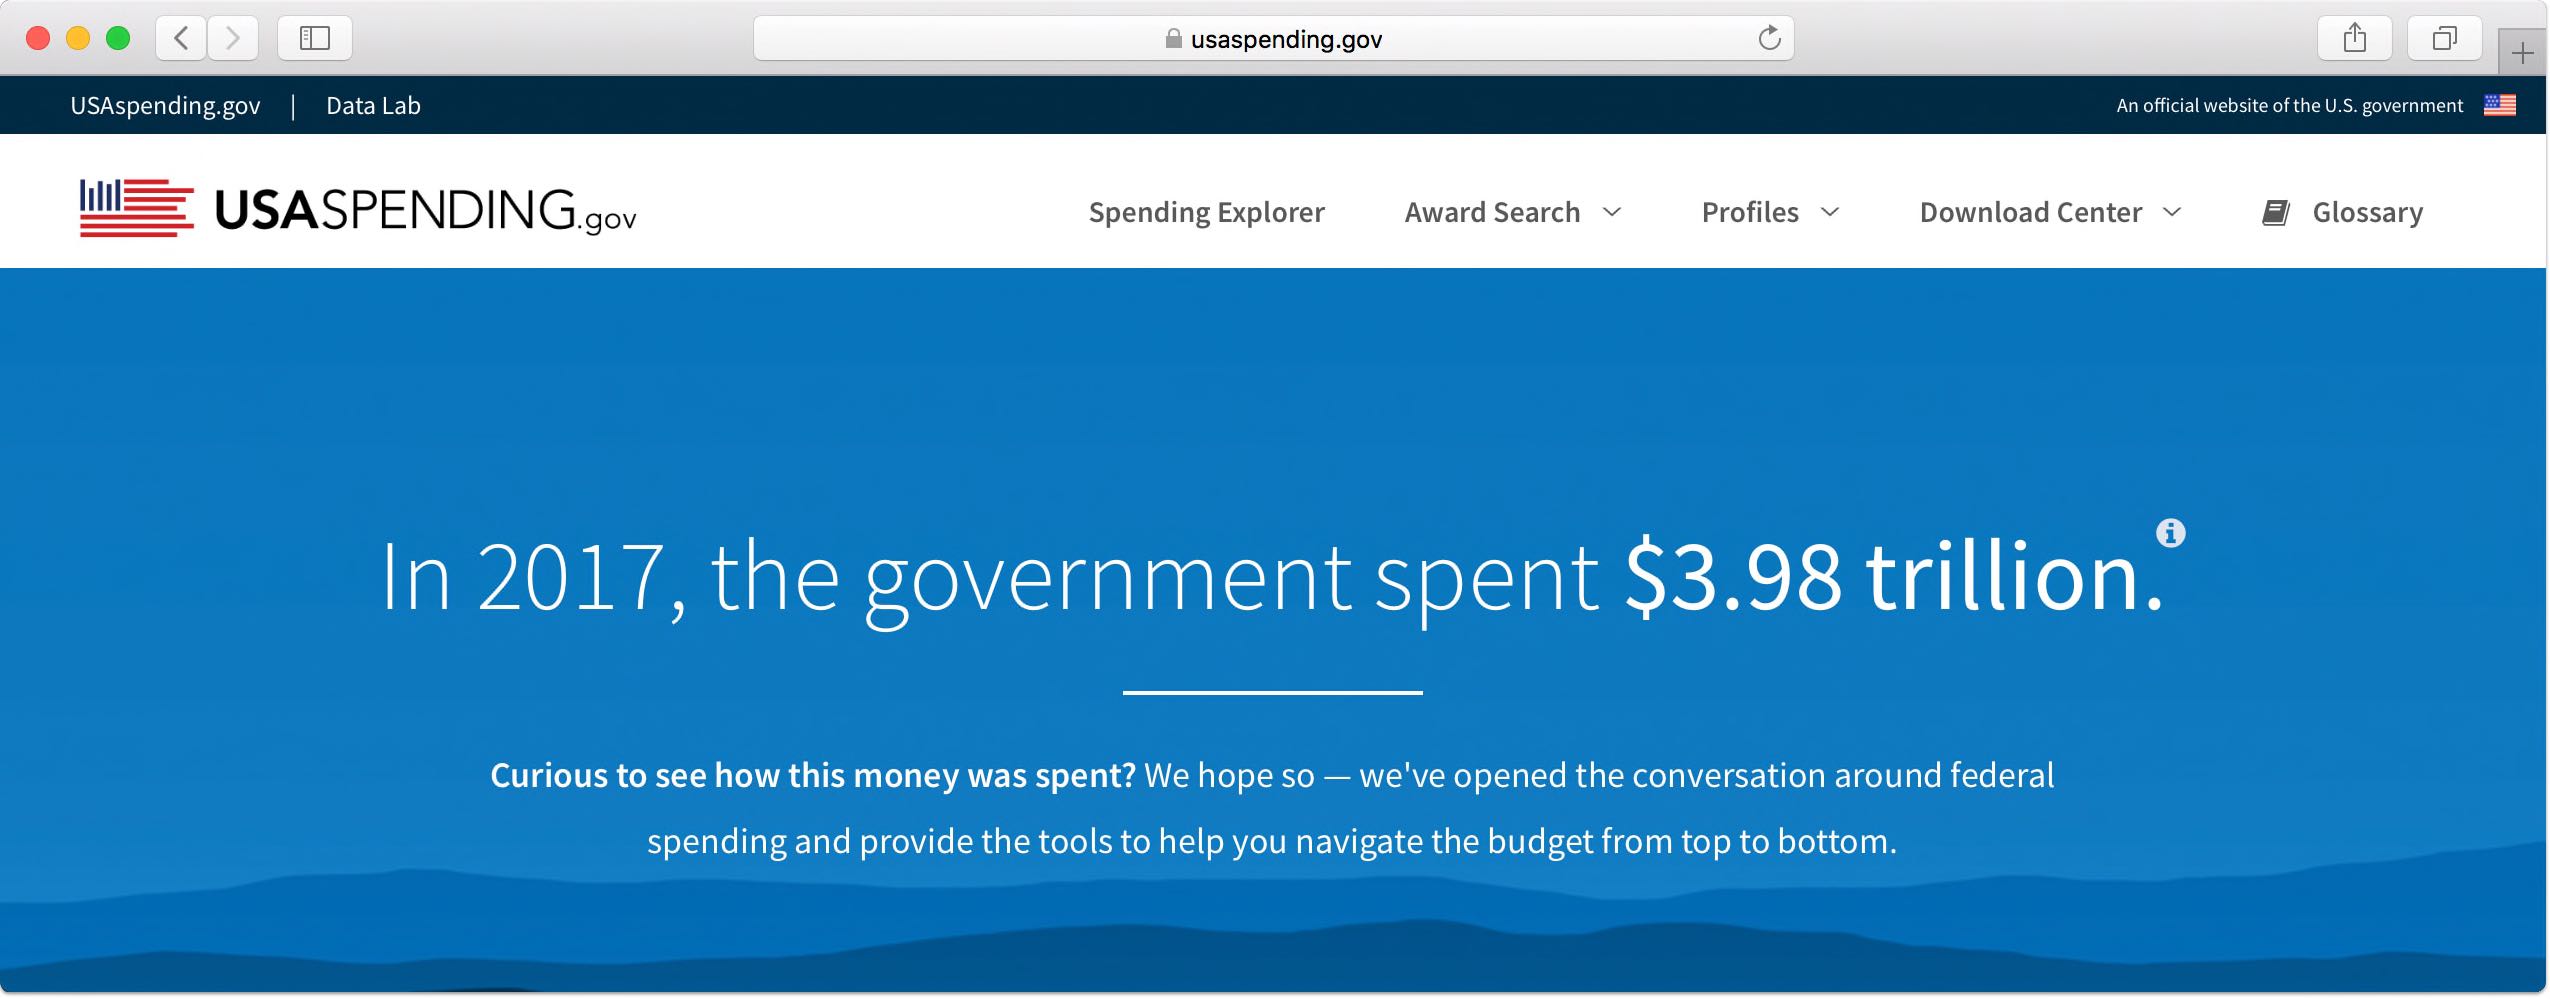 usaspending.gov
USAspending.gov | Data Lab
An official website of the U.S. government
USASPENDING.gov
Spending Explorer
Award Search
Profiles
Download Center
Glossary
In 2017, the government spent $3.98 trillion.
Curious to see how this money was spent? We hope so — we've opened the conversation around federal
spending and provide the tools to help you navigate the budget from top to bottom.